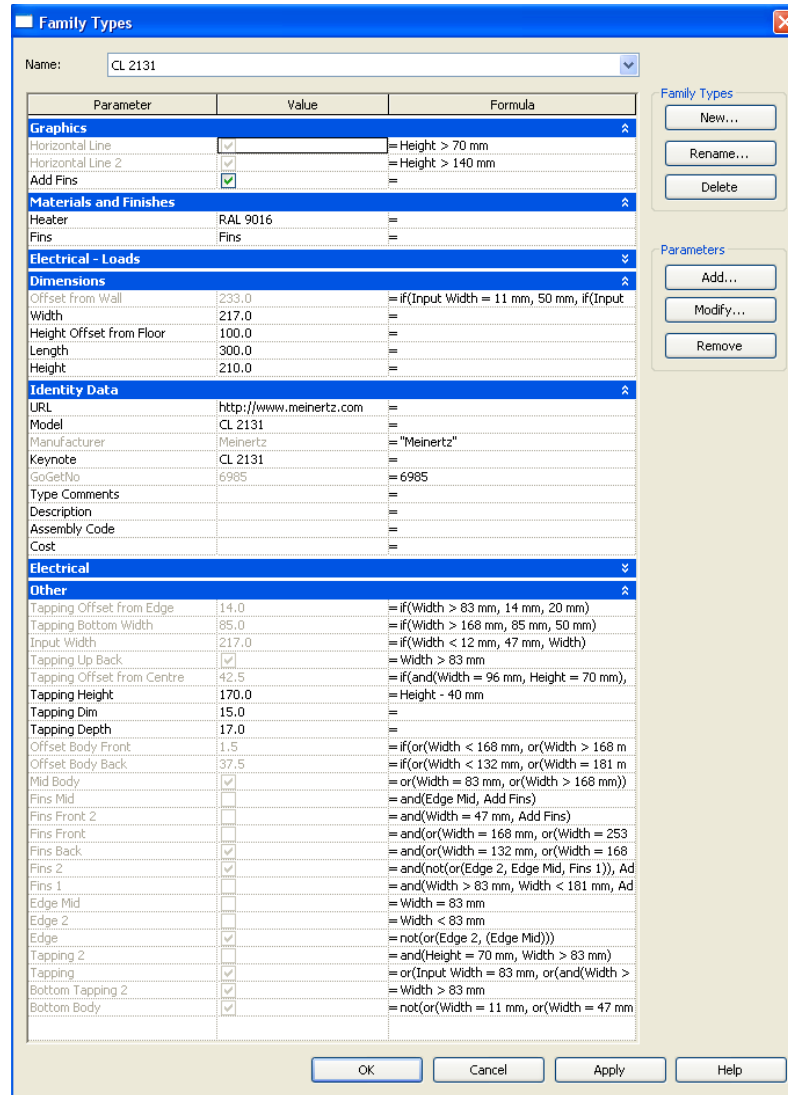 Family Types
Name: CL 2131
Parameter Value Formula
Graphics
Horizontal Line = Height > 70 mm
Horizontal Line 2 = Height > 140 mm
Add Fins =
Materials and Finishes
Heater RAL 9016 =
Fins Fins =
Electrical - Loads
Dimensions
Offset from Wall 233.0 = if(Input Width = 11 mm, 50 mm, if(Input
Width 217.0 =
Height Offset from Floor 100.0 =
Length 300.0 =
Height 210.0 =
Identity Data
URL http://www.meinertz.com =
Model CL 2131 =
Manufacturer Meinertz = "Meinertz"
Keynote CL 2131 =
GoGetNo 6985 = 6985
Type Comments =
Description =
Assembly Code =
Cost =
Electrical
Other
Tapping Offset from Edge 14.0 = if(Width > 83 mm, 14 mm, 20 mm)
Tapping Bottom Width 85.0 = if(Width > 168 mm, 85 mm, 50 mm)
Input Width 217.0 = if(Width < 12 mm, 47 mm, Width)
Tapping Up Back = Width > 83 mm
Tapping Offset from Centre 42.5 = if(and(Width = 96 mm, Height = 70 mm),
Tapping Height 170.0 = Height - 40 mm
Tapping Dim 15.0 =
Tapping Depth 17.0 =
Offset Body Front 1.5 = if(or(Width < 168 mm, or(Width > 168 m
Offset Body Back 37.5 = if(or(Width < 132 mm, or(Width = 181 m
Mid Body = or(Width = 83 mm, or(Width > 168 mm))
Fins Mid = and(Edge Mid, Add Fins)
Fins Front 2 = and(Width = 47 mm, Add Fins)
Fins Front = and(or(Width = 168 mm, or(Width = 253
Fins Back = and(or(Width = 132 mm, or(Width = 168
Fins 2 = and(not(or(Edge 2, Edge Mid, Fins 1)), Ad
Fins 1 = and(Width > 83 mm, Width < 181 mm, Ad
Edge Mid = Width = 83 mm
Edge 2 = Width < 83 mm
Edge = not(or(Edge 2, (Edge Mid)))
Tapping 2 = and(Height = 70 mm, Width > 83 mm)
Tapping = or(Input Width = 83 mm, or(and(Width >
Bottom Tapping 2 = Width > 83 mm
Bottom Body = not(or(Width = 11 mm, or(Width = 47 mm
Family Types
New...
Rename...
Delete
Parameters
Add...
Modify...
Remove
OK Cancel Apply Help